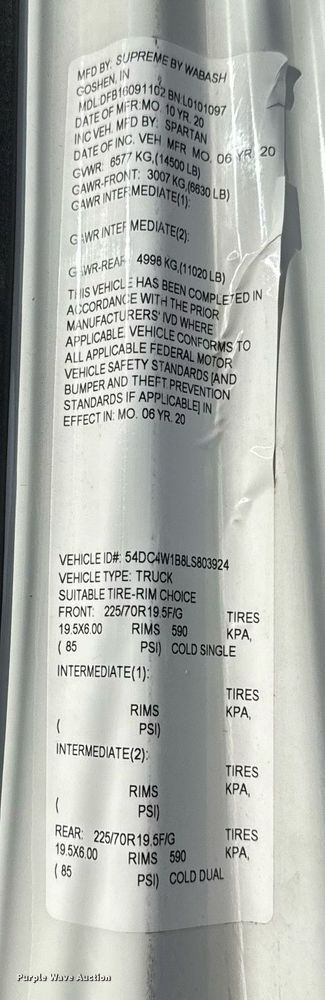 MFD BY: SUPREME BY WABASH
GOSHEN, IN
MDL:DFB16091102 BN:L0101097
DATE OF MFR:MO 10 YR. 20
INC VEH. MFD BY: SPARTAN
DATE OF INC. VEH MFR MO. 06 YR. 20
GVWR: 6577 KG,(14500 LB)
GAWR-FRONT: 3007 KG,(6630 LB)
GAWR INTERMEDIATE(1):
GAWR INTERMEDIATE(2):
GAWR-REAR 4998 KG,(11020 LB)
THIS VEHICLE HAS BEEN COMPLETED IN
ACCORDANCE WITH THE PRIOR
MANUFACTURERS' IVD WHERE
APPLICABLE. VEHICLE CONFORMS TO
ALL APPLICABLE FEDERAL MOTOR
VEHICLE SAFETY STANDARDS [AND
BUMPER AND THEFT PREVENTION
STANDARDS IF APPLICABLE] IN
EFFECT IN: MO. 06 YR. 20
VEHICLE ID#: 54DC4W1B8LS803924
VEHICLE TYPE: TRUCK
SUITABLE TIRE-RIM CHOICE
FRONT: 225/70R19.5F/G TIRES
19.5X6.00 RIMS 590 KPA,
( 85 PSI) COLD SINGLE
INTERMEDIATE(1):
TIRES
RIMS KPA,
( PSI)
INTERMEDIATE(2):
TIRES
RIMS KPA,
( PSI)
REAR: 225/70R19.5F/G TIRES
19.5X6.00 RIMS 590 KPA,
( 85 PSI) COLD DUAL
Purple Wave Auction